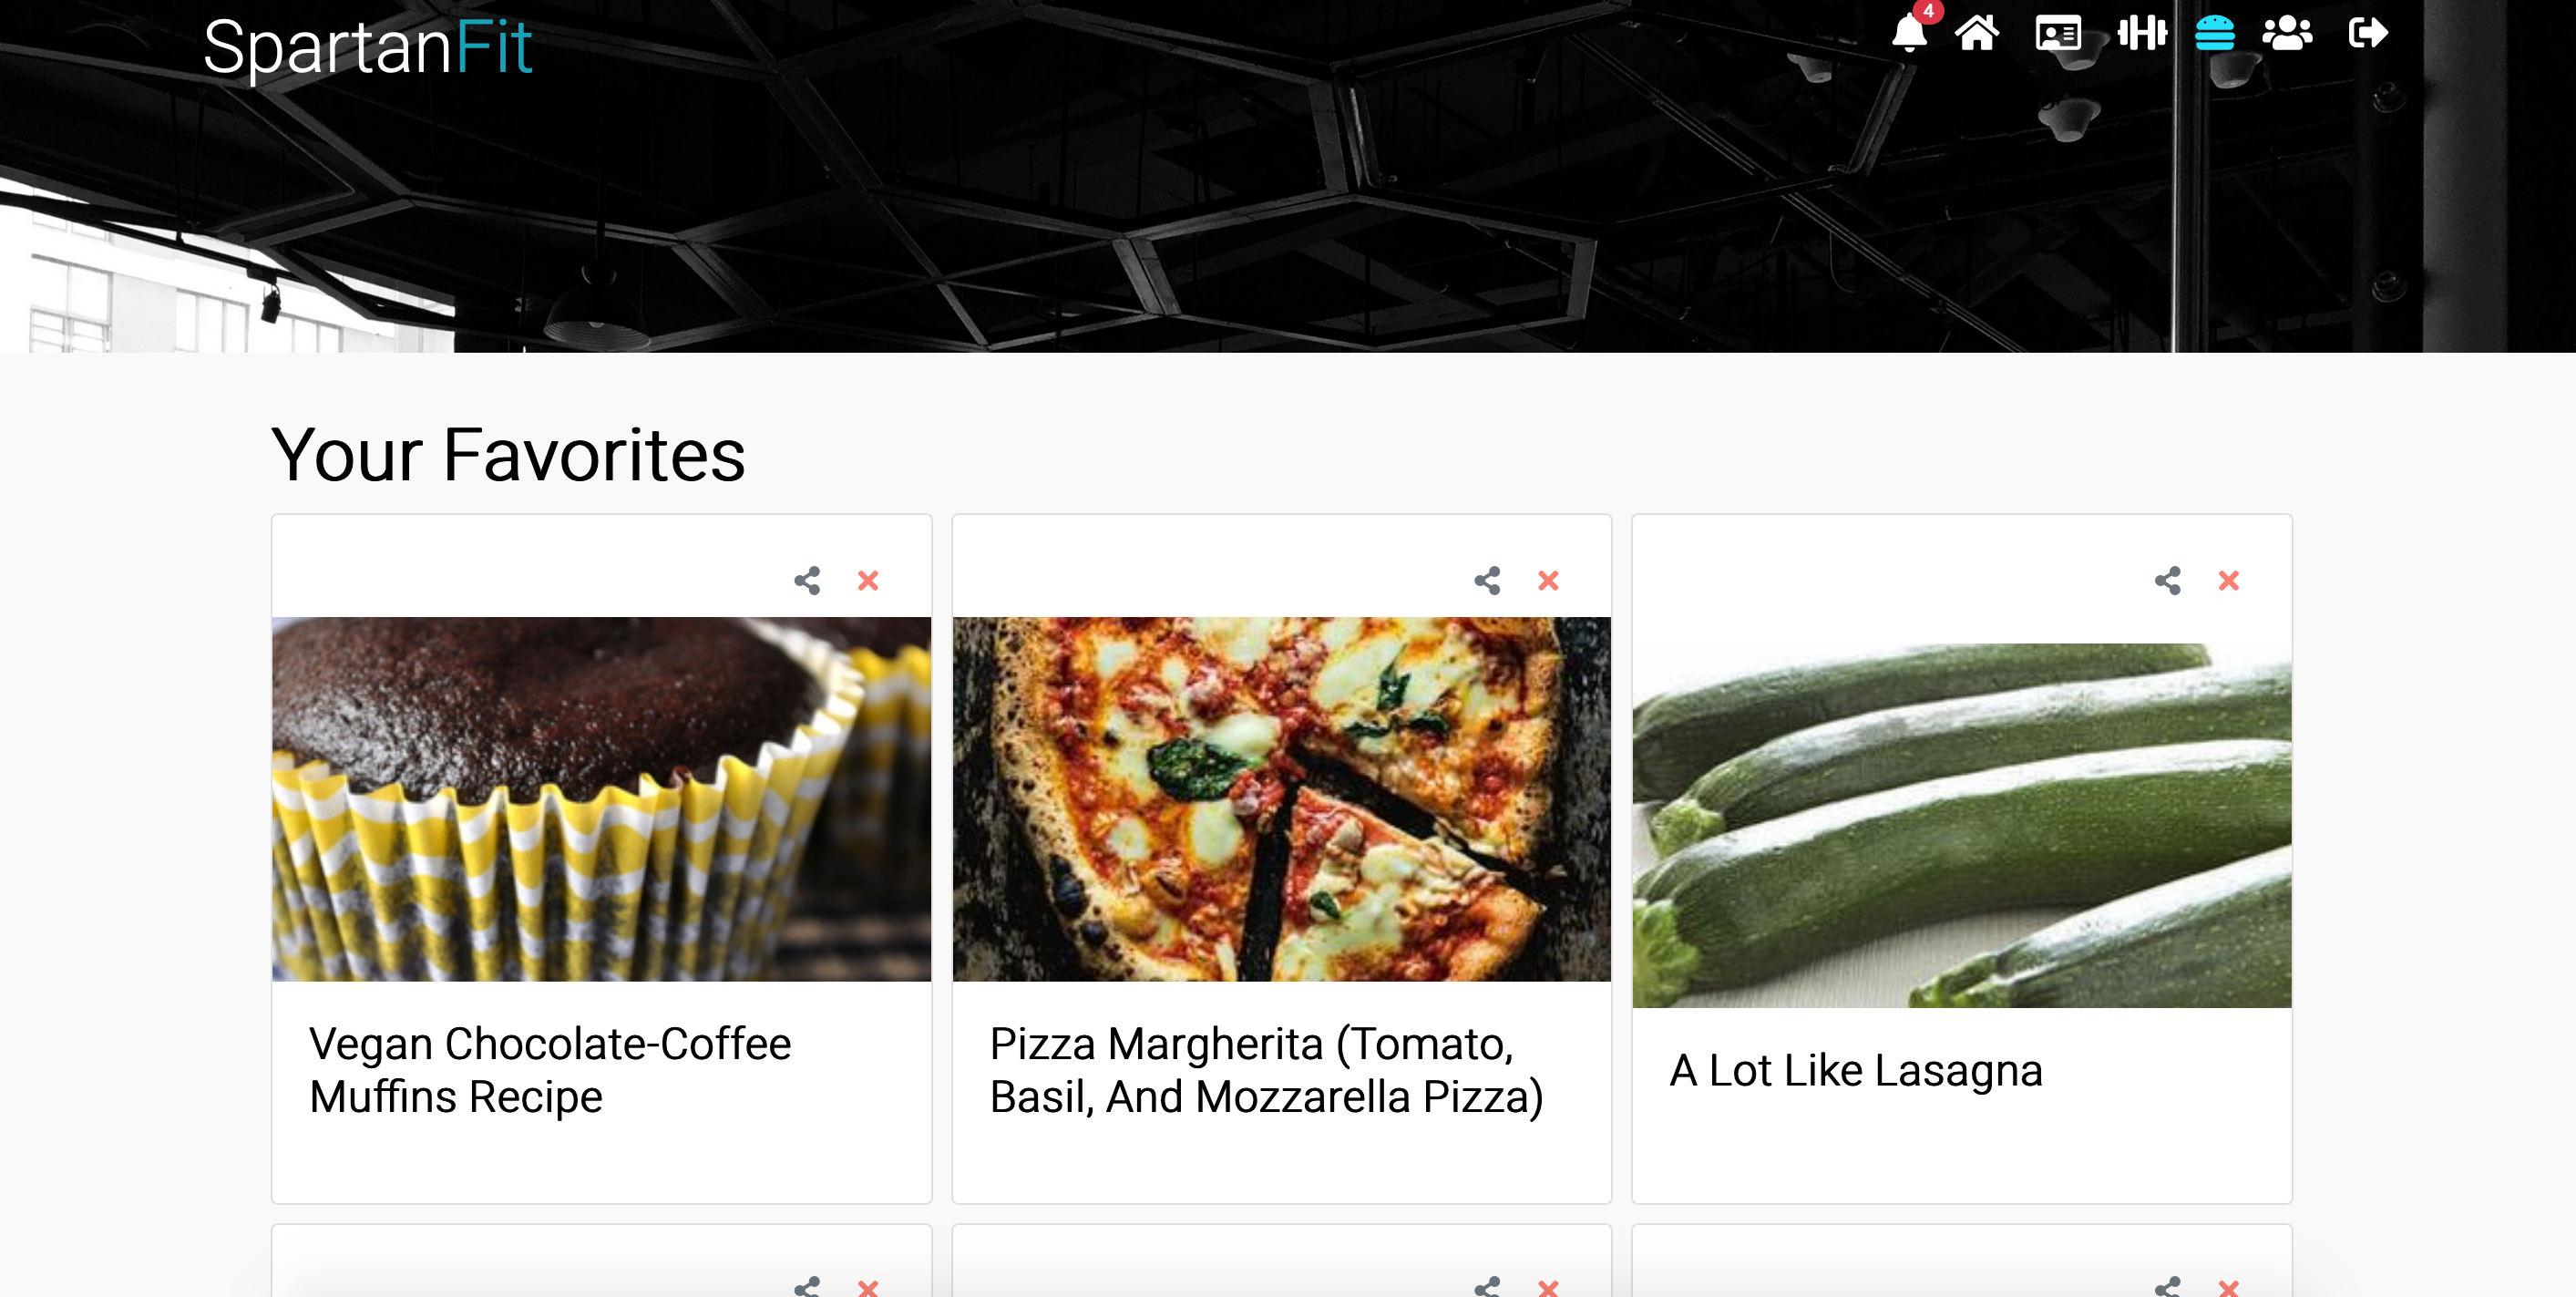 SpartanFit
4
Your Favorites
Vegan Chocolate-Coffee
Muffins Recipe
Pizza Margherita (Tomato,
Basil, And Mozzarella Pizza)
A Lot Like Lasagna